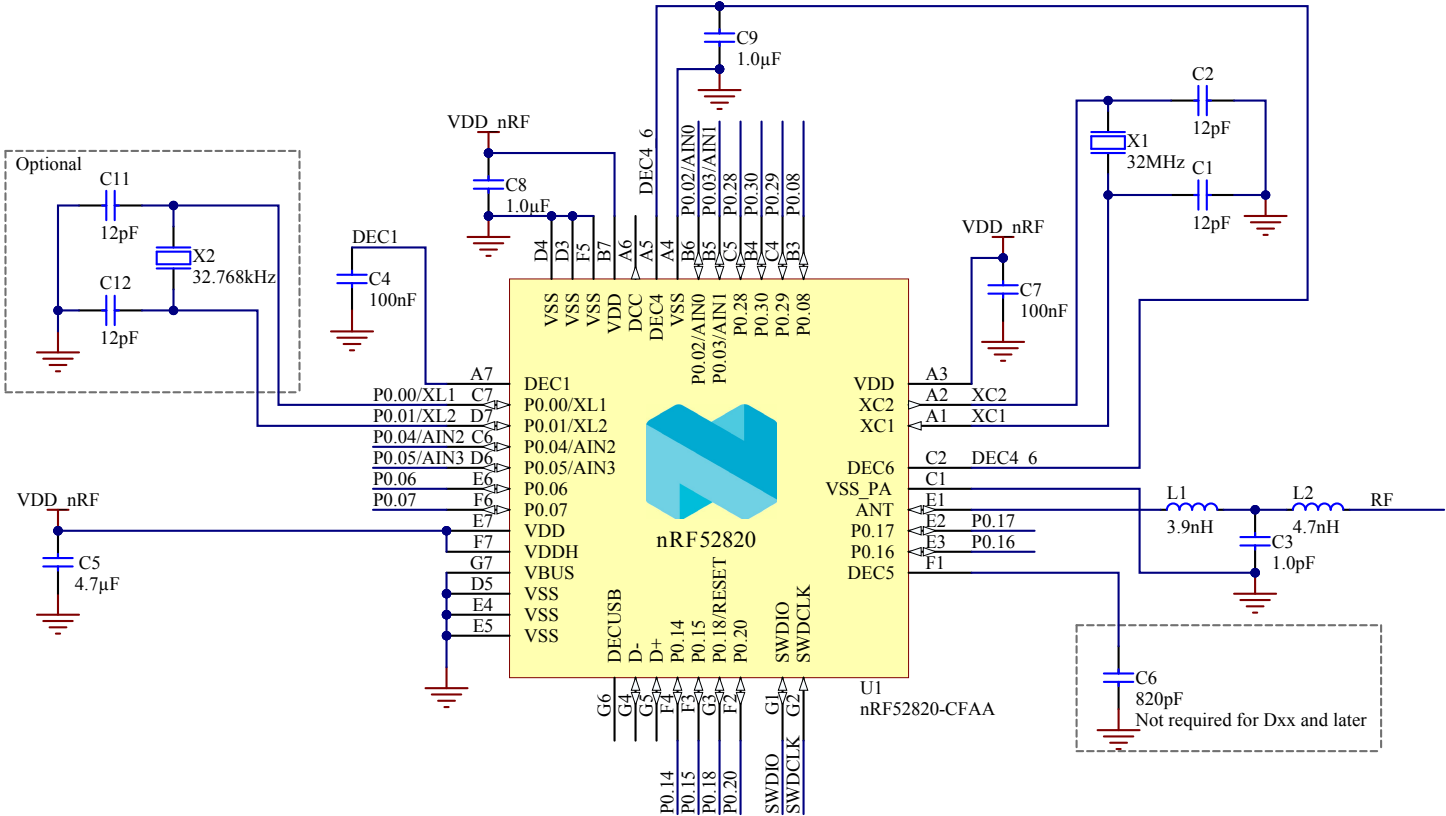 C9
1.0µF
C2
12pF
X1
32MHz
C1
12pF
VDD_nRF
C8
1.0µF
Optional
C11
12pF
X2
32.768kHz
C12
12pF
DEC1
C4
100nF
DEC4_6
P0.02/AIN0
P0.03/AIN1
P0.28
P0.30
P0.29
P0.08
D4
D3
F5
B7
A6
A5
A4
B6
B5
C5
B4
C4
B3
VSS
VSS
VSS
VDD
DCC
DEC4
VSS
P0.02/AIN0
P0.03/AIN1
P0.28
P0.30
P0.29
P0.08
VDD_nRF
C7
100nF
A7 DEC1
P0.00/XL1 C7 P0.00/XL1
P0.01/XL2 D7 P0.01/XL2
P0.04/AIN2 C6 P0.04/AIN2
P0.05/AIN3 D6 P0.05/AIN3
P0.06 E6 P0.06
P0.07 F6 P0.07
E7 VDD
F7 VDDH
G7 VBUS
D5 VSS
E4 VSS
E5 VSS
VDD_nRF
C5
4.7µF
nRF52820
VDD A3
XC2 A2 XC2
XC1 A1 XC1
DEC6 C2 DEC4_6
VSS_PA C1
ANT E1
P0.17 E2 P0.17
P0.16 E3 P0.16
DEC5 F1
L1
3.9nH
L2
4.7nH
RF
C3
1.0pF
DECUSB
D-
D+
P0.14
P0.15
P0.18/RESET
P0.20
SWDIO
SWDCLK
G6
G4
G5
F4
F3
G3
F2
G1
G2
P0.14
P0.15
P0.18
P0.20
SWDIO
SWDCLK
U1
nRF52820-CFAA
C6
820pF
Not required for Dxx and later